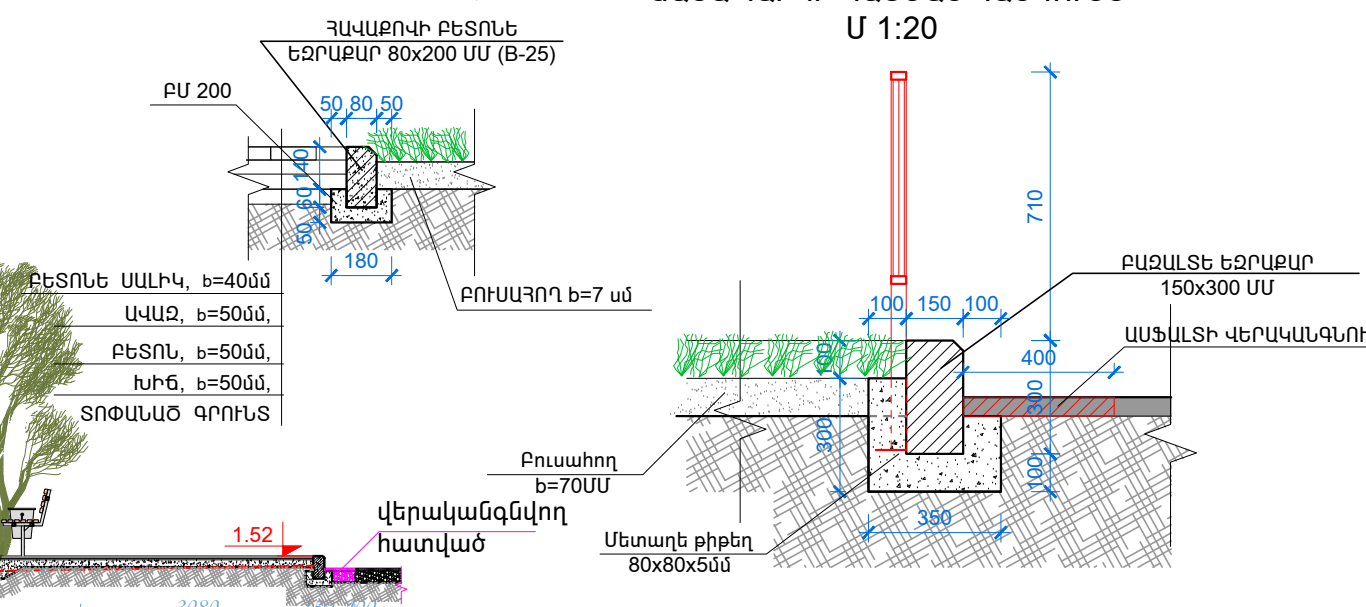 Մ 1:20
ՀԱՎԱՔՈՎԻ ԲԵՏՈՆԵ
ԵԶՐԱՔԱՐ 80x200 ՄՄ (B-25)
ԲՄ 200
50 80 50
140
60
50
180
ԲՈՒՍԱՀՈՂ b=7 սմ
ԲԵՏՈՆԵ ՍԱԼԻԿ, b=40մմ
ԱՎԱԶ, b=50մմ,
ԲԵՏՈՆ, b=50մմ,
ԽԻՃ, b=50մմ,
ՏՈՓԱՆԱԾ ԳՐՈՒՆՏ
710
ԲԱԶԱԼՏԵ ԵԶՐԱՔԱՐ
150x300 ՄՄ
100 150 100
400
100
300
300
100
350
Բուսահող
b=70ՄՄ
Մետաղե թիթեղ
80x80x5մմ
վերականգնվող
հատված
1.52